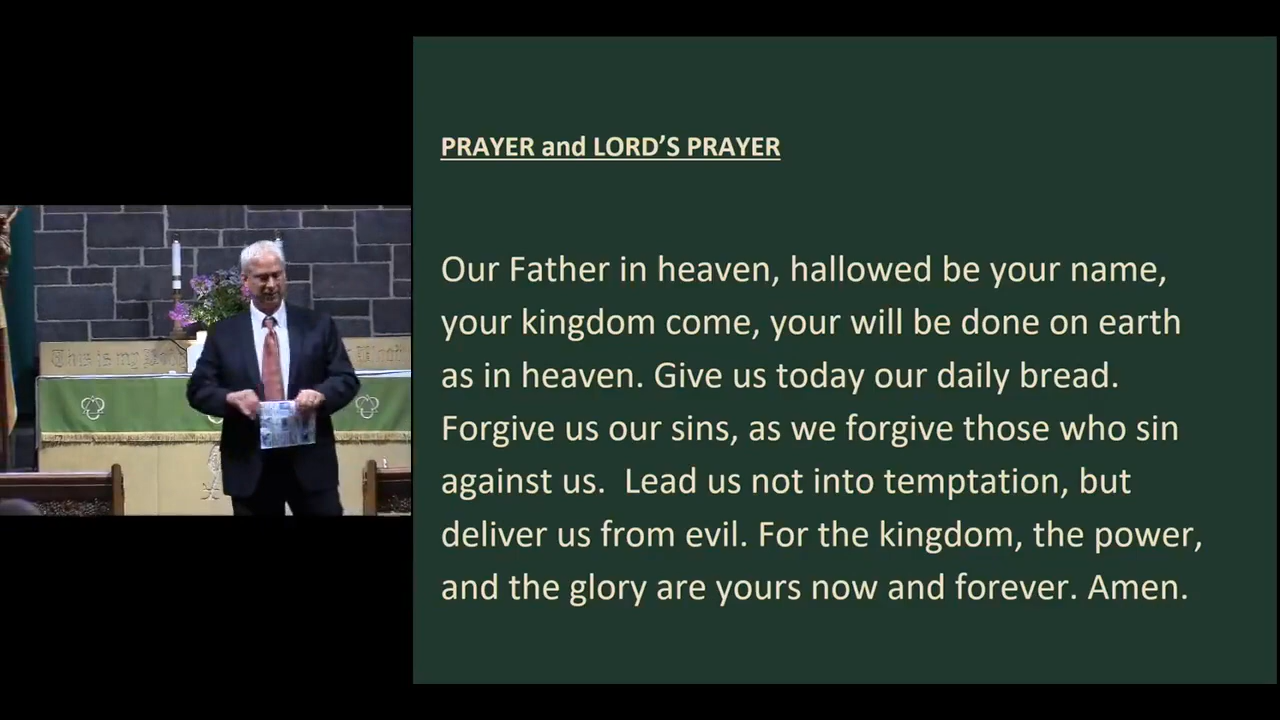 PRAYER and LORD'S PRAYER
Our Father in heaven, hallowed be your name,
your kingdom come, your will be done on earth
as in heaven. Give us today our daily bread.
Forgive us our sins, as we forgive those who sin
against us.  Lead us not into temptation, but
deliver us from evil. For the kingdom, the power,
and the glory are yours now and forever. Amen.
This is my